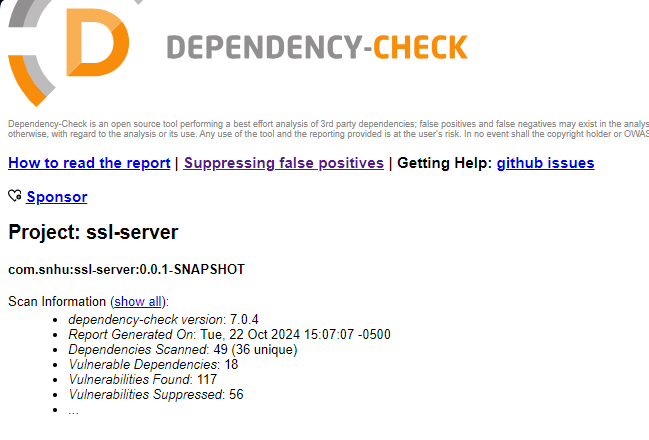 D
DEPENDENCY-CHECK
Dependency-Check is an open source tool performing a best effort analysis of 3rd party dependencies; false positives and false negatives may exist in the analys
otherwise, with regard to the analysis or its use. Any use of the tool and the reporting provided is at the user's risk. In no event shall the copyright holder or OWAS
How to read the report | Suppressing false positives | Getting Help: github issues
Sponsor
Project: ssl-server
com.snhu:ssl-server:0.0.1-SNAPSHOT
Scan Information (show all):
• dependency-check version: 7.0.4
• Report Generated On: Tue, 22 Oct 2024 15:07:07 -0500
• Dependencies Scanned: 49 (36 unique)
• Vulnerable Dependencies: 18
• Vulnerabilities Found: 117
• Vulnerabilities Suppressed: 56
• ...